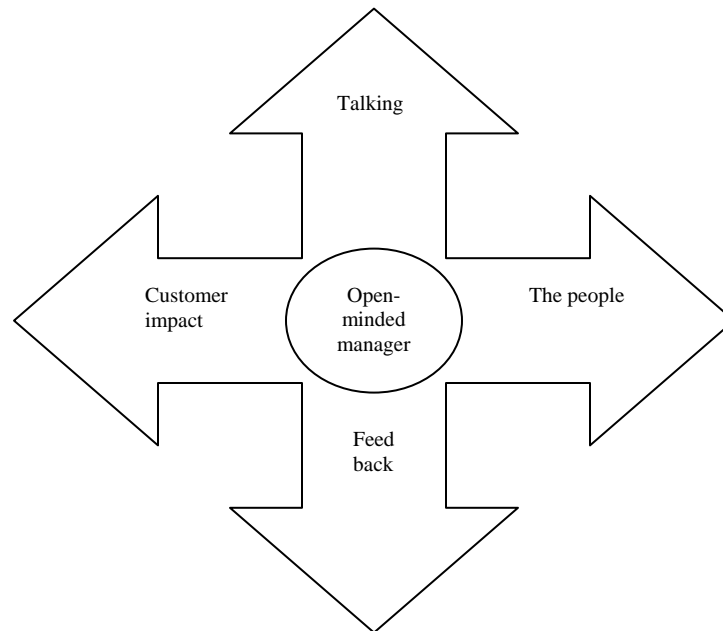 Talking
Customer
impact
Open-
minded
manager
The people
Feed
back